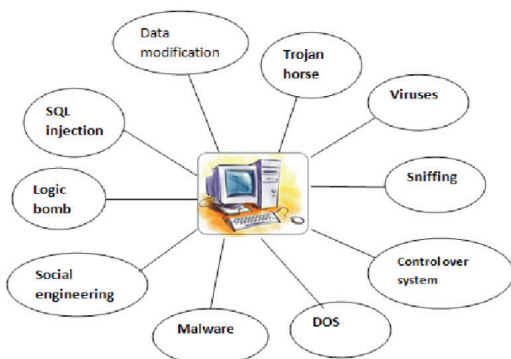 Data
modification
Trojan
horse
Viruses
SQL
injection
Sniffing
Logic
bomb
Control over
system
Social
engineering
Malware
DOS